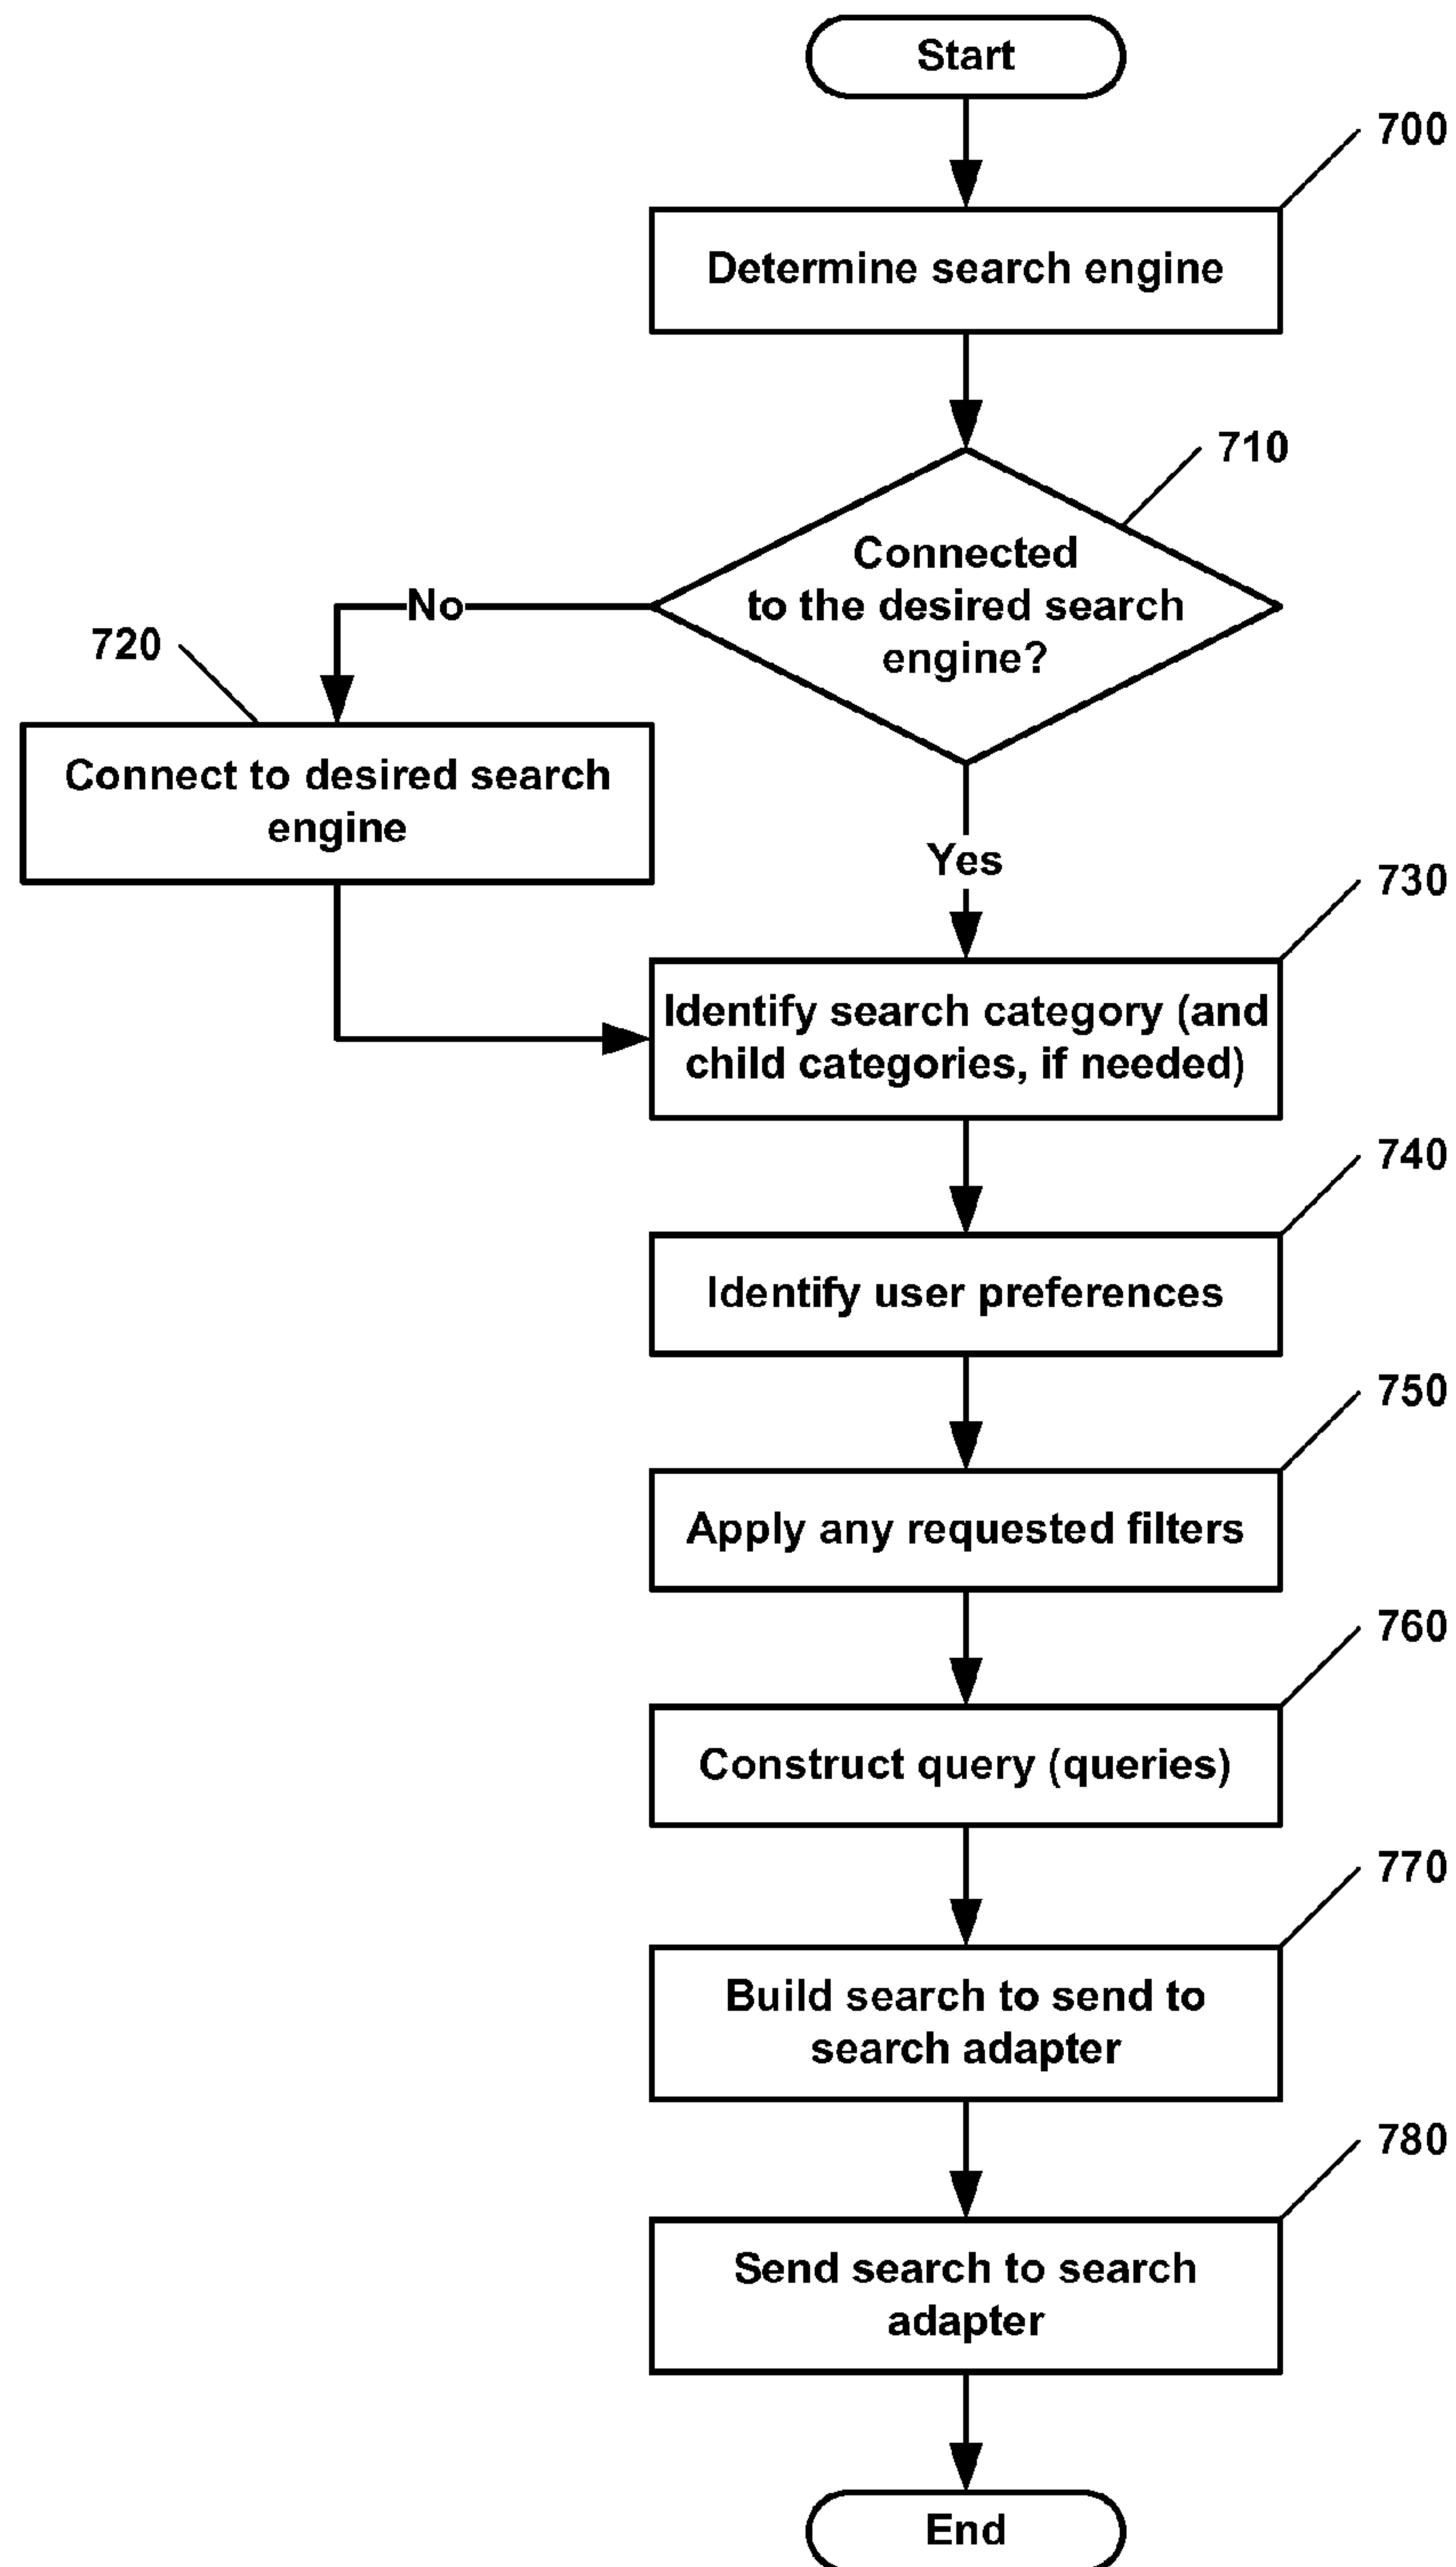 Start
700
Determine search engine
710
Connected
to the desired search
engine?
No
720
Connect to desired search
engine
Yes
730
Identify search category (and
child categories, if needed)
740
Identify user preferences
750
Apply any requested filters
760
Construct query (queries)
770
Build search to send to
search adapter
780
Send search to search
adapter
End